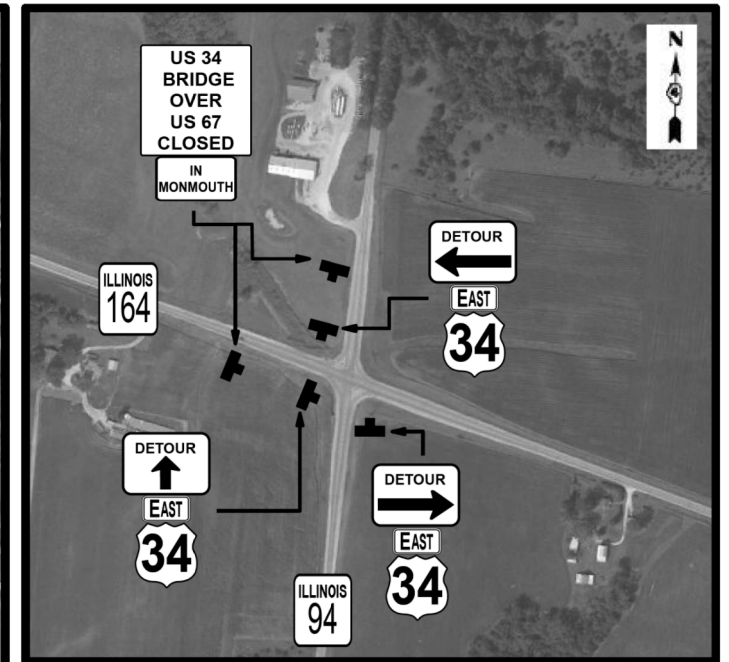 N
US 34
BRIDGE
OVER
US 67
CLOSED
IN
MONMOUTH
DETOUR
EAST
34
ILLINOIS
164
DETOUR
EAST
34
DETOUR
EAST
34
ILLINOIS
94